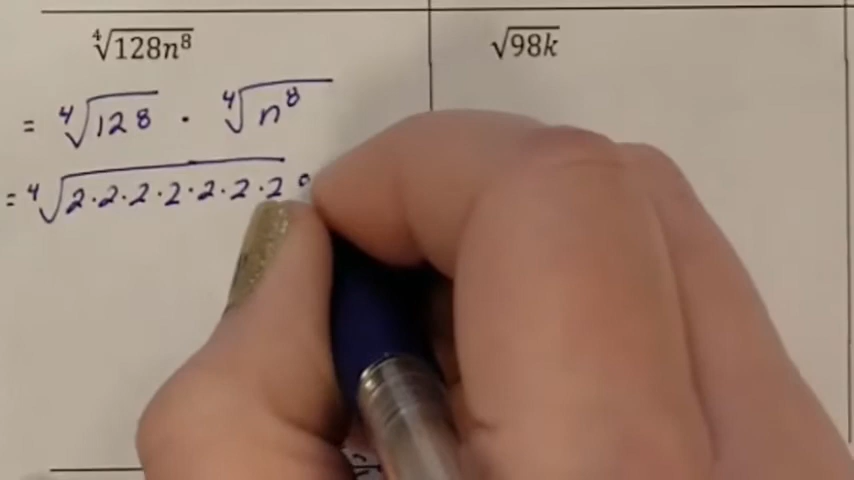 ∜128n⁸
√98k
= ∜128 · ∜n⁸
= ∜2·2·2·2·2·2·2